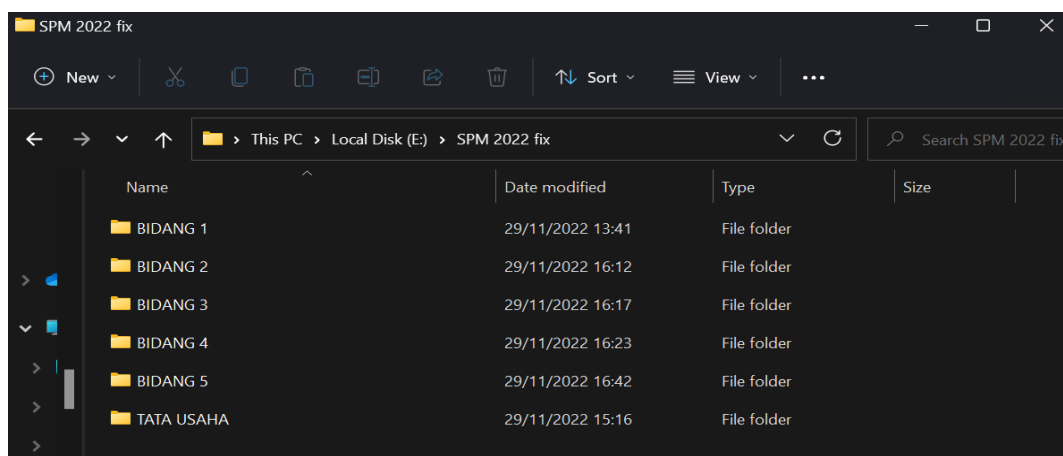 SPM 2022 fix
New Sort View
This PC > Local Disk (E:) > SPM 2022 fix Search SPM 2022 fix
Name Date modified Type Size
BIDANG 1 29/11/2022 13:41 File folder
BIDANG 2 29/11/2022 16:12 File folder
BIDANG 3 29/11/2022 16:17 File folder
BIDANG 4 29/11/2022 16:23 File folder
BIDANG 5 29/11/2022 16:42 File folder
TATA USAHA 29/11/2022 15:16 File folder